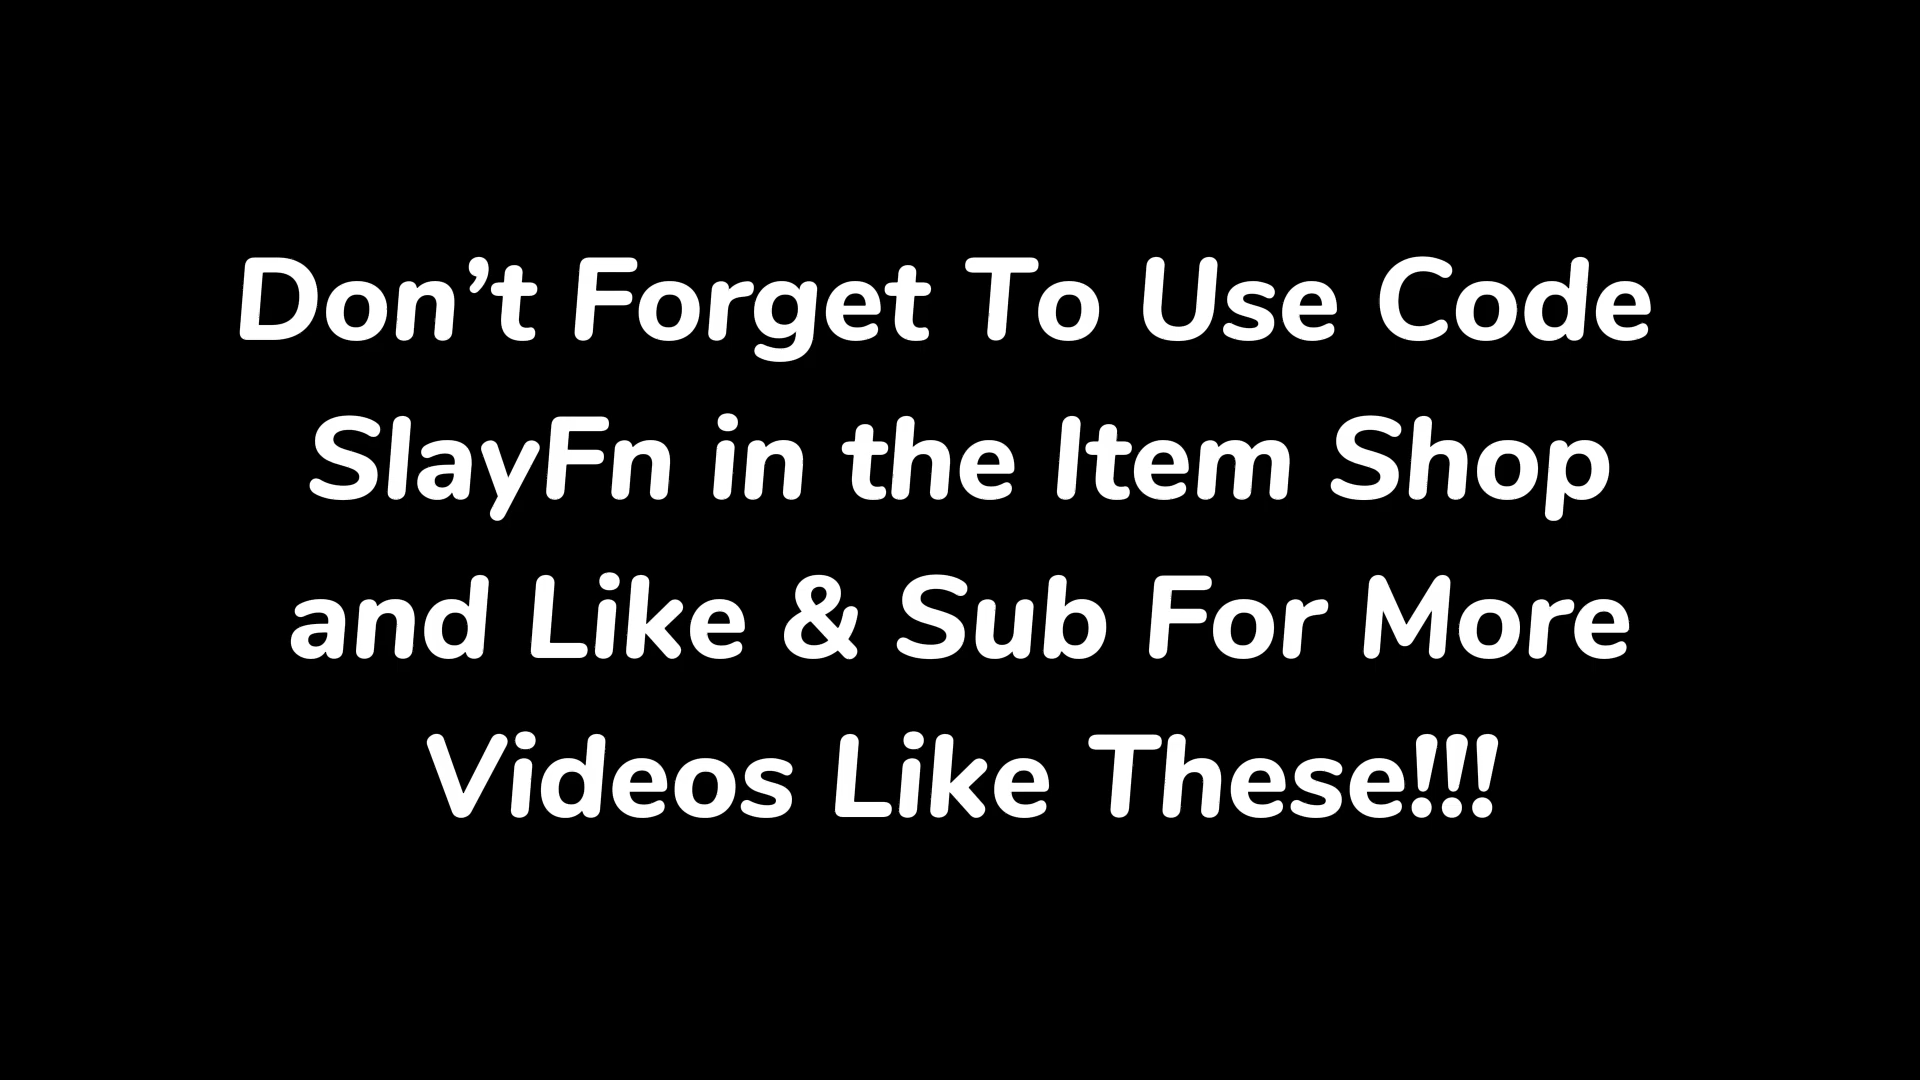 Don’t Forget To Use Code
SlayFn in the Item Shop
and Like & Sub For More
Videos Like These!!!